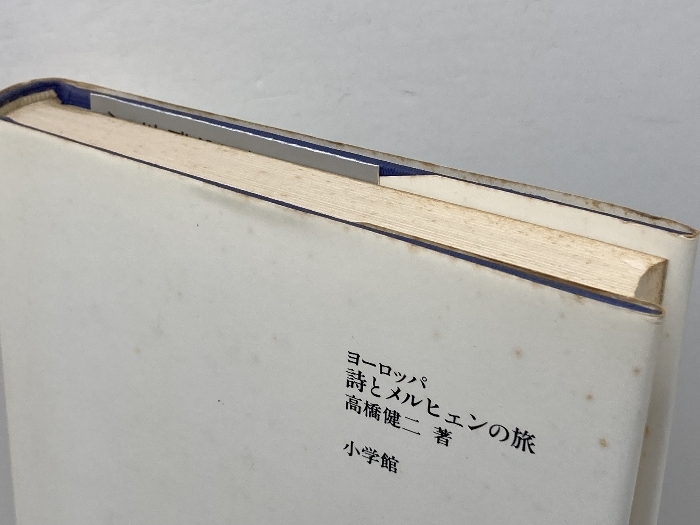 ヨーロッパ
詩とメルヒェンの旅
高橋健二 著
小学館